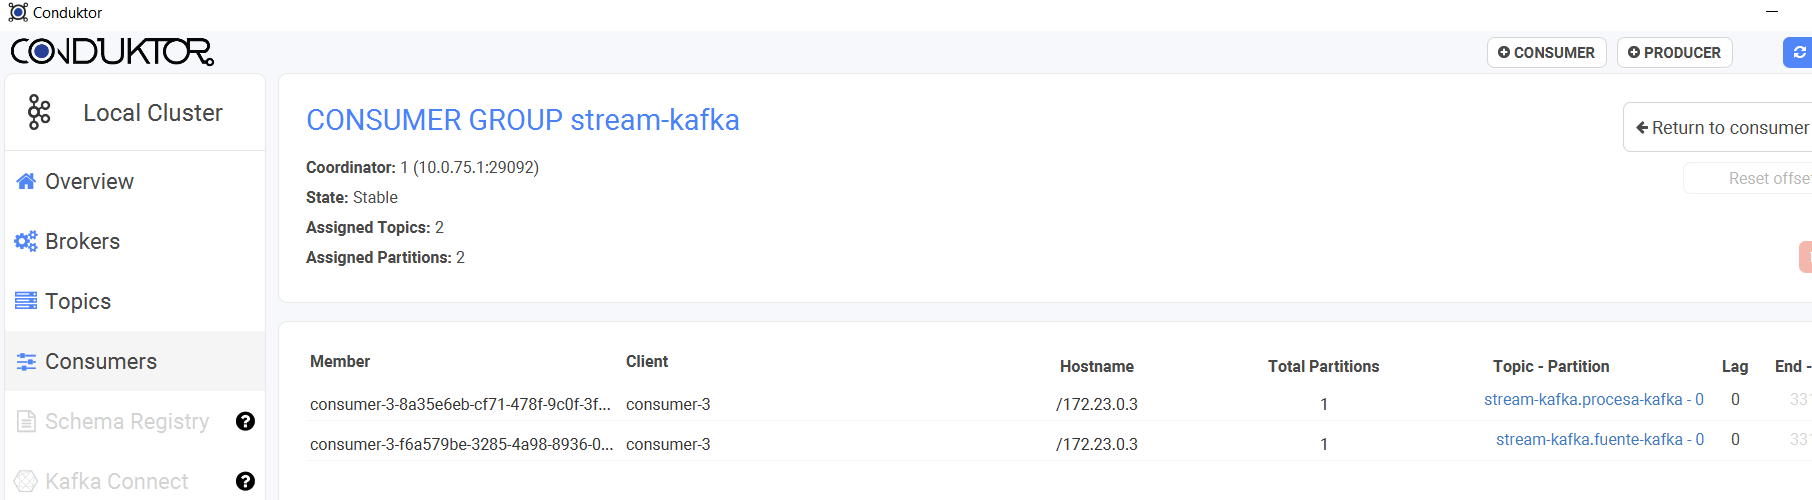 Conduktor
CONDUKTOR
CONSUMER
PRODUCER
Local Cluster
Overview
Brokers
Topics
Consumers
Schema Registry
Kafka Connect
CONSUMER GROUP stream-kafka
Coordinator: 1 (10.0.75.1:29092)
State: Stable
Assigned Topics: 2
Assigned Partitions: 2
Return to consumer
Reset offset
Member Client Hostname Total Partitions Topic - Partition Lag End -
consumer-3-8a35e6eb-cf71-478f-9c0f-3f... consumer-3 /172.23.0.3 1 stream-kafka.procesa-kafka - 0 0 331
consumer-3-f6a579be-3285-4a98-8936-0... consumer-3 /172.23.0.3 1 stream-kafka.fuente-kafka - 0 0 331